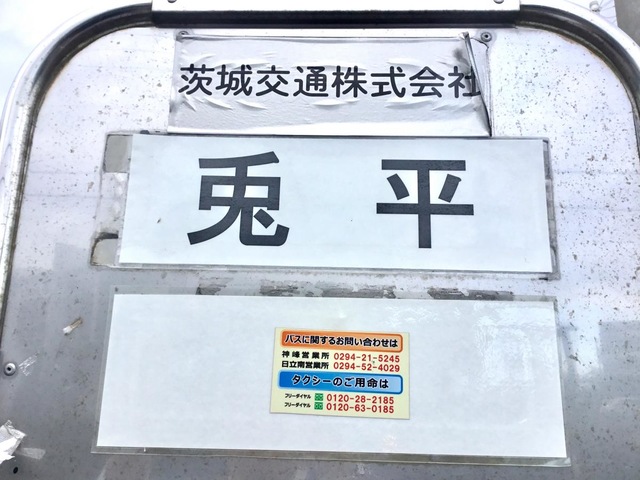 茨城交通株式会社
兎 平
バスに関するお問い合わせは
神峰営業所 0294-21-5245
日立南営業所 0294-52-4029
タクシーのご用命は
フリーダイヤル 0120-28-2185
フリーダイヤル 0120-63-0185